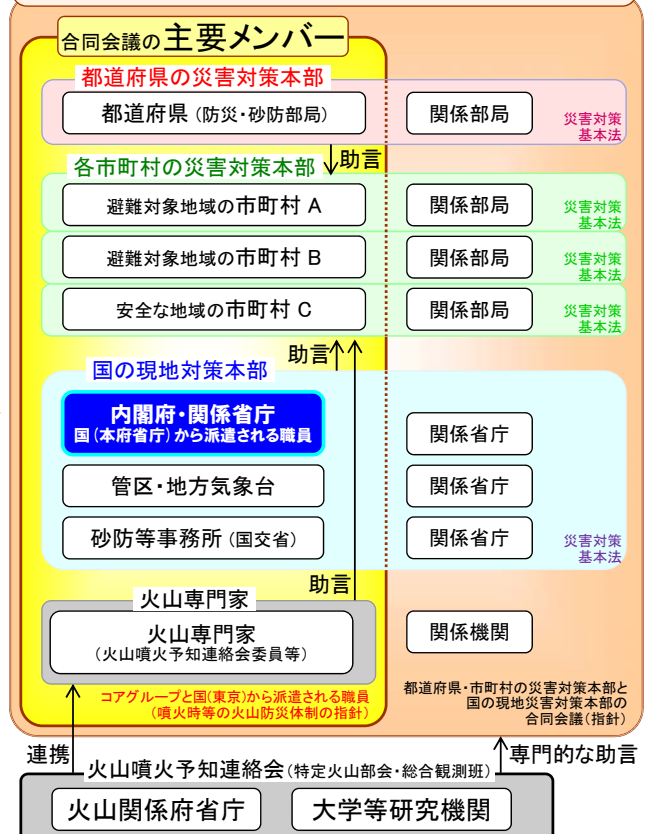 合同会議の主要メンバー
都道府県の災害対策本部
都道府県（防災・砂防部局）
関係部局
災害対策
基本法
助言
各市町村の災害対策本部
避難対象地域の市町村 A
関係部局
災害対策
基本法
避難対象地域の市町村 B
関係部局
災害対策
基本法
安全な地域の市町村 C
関係部局
災害対策
基本法
助言
国の現地対策本部
内閣府・関係省庁
国（本府省庁）から派遣される職員
関係省庁
管区・地方気象台
関係省庁
砂防等事務所（国交省）
関係省庁
災害対策
基本法
助言
火山専門家
火山専門家
（火山噴火予知連絡会委員等）
関係機関
コアグループと国(東京)から派遣される職員
（噴火時等の火山防災体制の指針）
都道府県・市町村の災害対策本部と
国の現地災害対策本部の
合同会議（指針）
連携
専門的な助言
火山噴火予知連絡会（特定火山部会・総合観測班）
火山関係府省庁
大学等研究機関